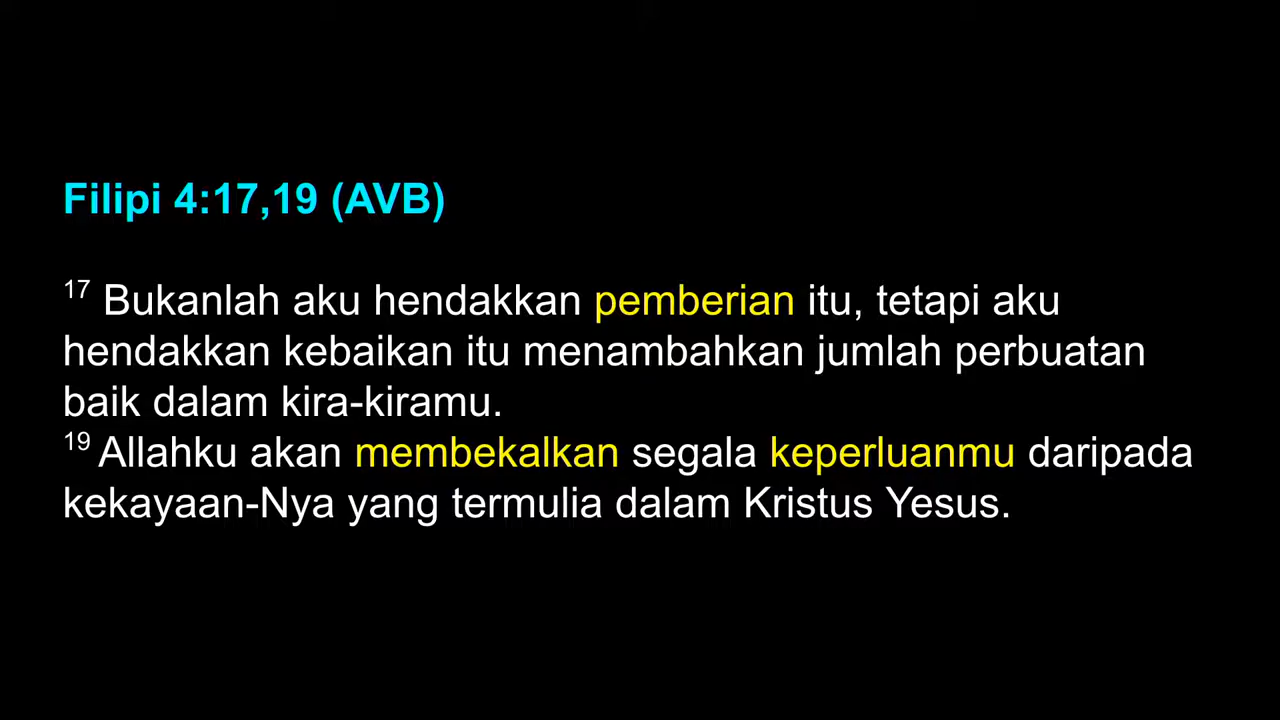 Filipi 4:17,19 (AVB)
17 Bukanlah aku hendakkan pemberian itu, tetapi aku
hendakkan kebaikan itu menambahkan jumlah perbuatan
baik dalam kira-kiramu.
19 Allahku akan membekalkan segala keperluanmu daripada
kekayaan-Nya yang termulia dalam Kristus Yesus.